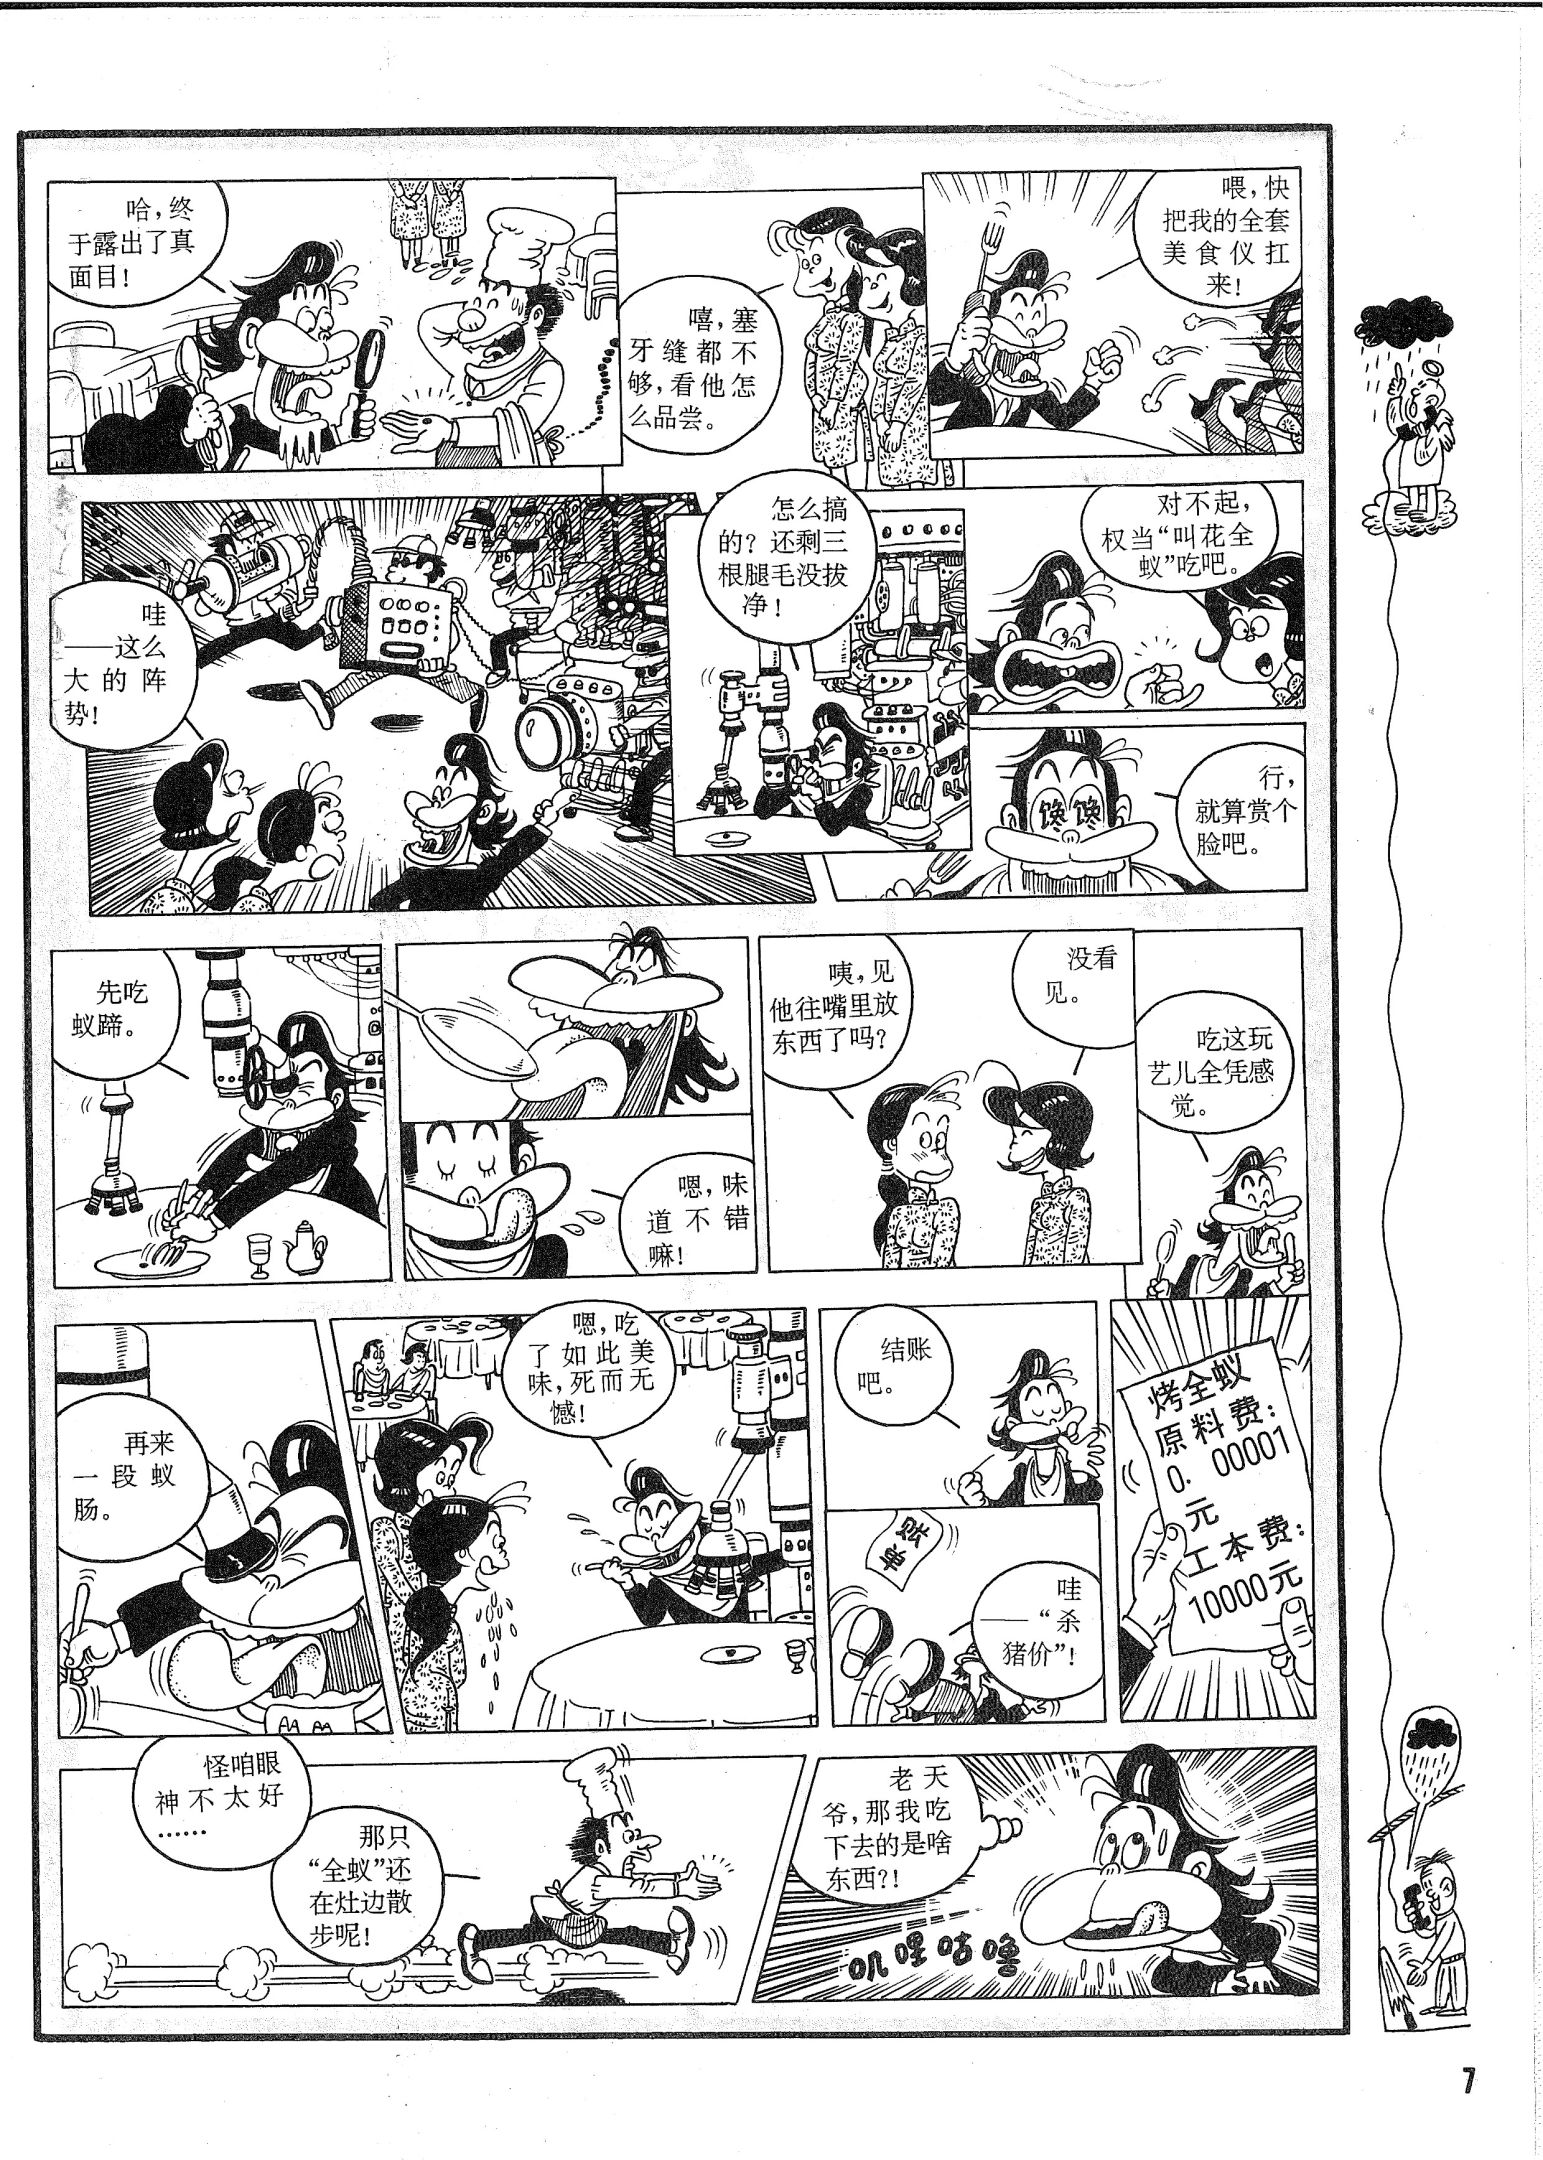 哈，终
于露出了真
面目！
嘻，塞
牙缝都不
够，看他怎
么品尝。
喂，快
把我的全套
美食仪扛
来！
哇
——这么
大的阵
势！
怎么搞
的？还剩三
根腿毛没拔
净！
对不起，
权当“叫花全
蚁”吃吧。
馋馋
行，
就算赏个
脸吧。
先吃
蚁蹄。
嗯，味
道不错
嘛！
咦，见
他往嘴里放
东西了吗？
没看
见。
吃这玩
艺儿全凭感
觉。
再来
一段蚁
肠。
嗯，吃
了如此美
味，死而无
憾！
结账
吧。
账
单
哇
——“杀
猪价”！
烤全蚁
原料费：
0.00001
元
工本费：
10000元
怪咱眼
神不太好
……
那只
“全蚁”还
在灶边散
步呢！
老天
爷，那我吃
下去的是啥
东西？！
叽哩咕噜
7